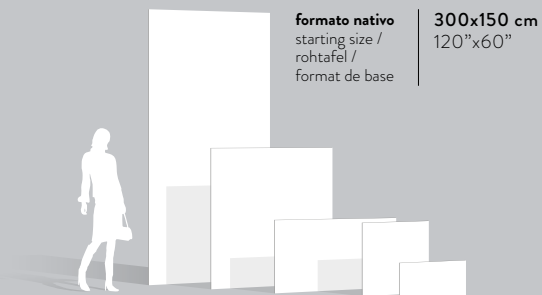 formato nativo
starting size /
rohtafel /
format de base
300x150 cm
120”x60”